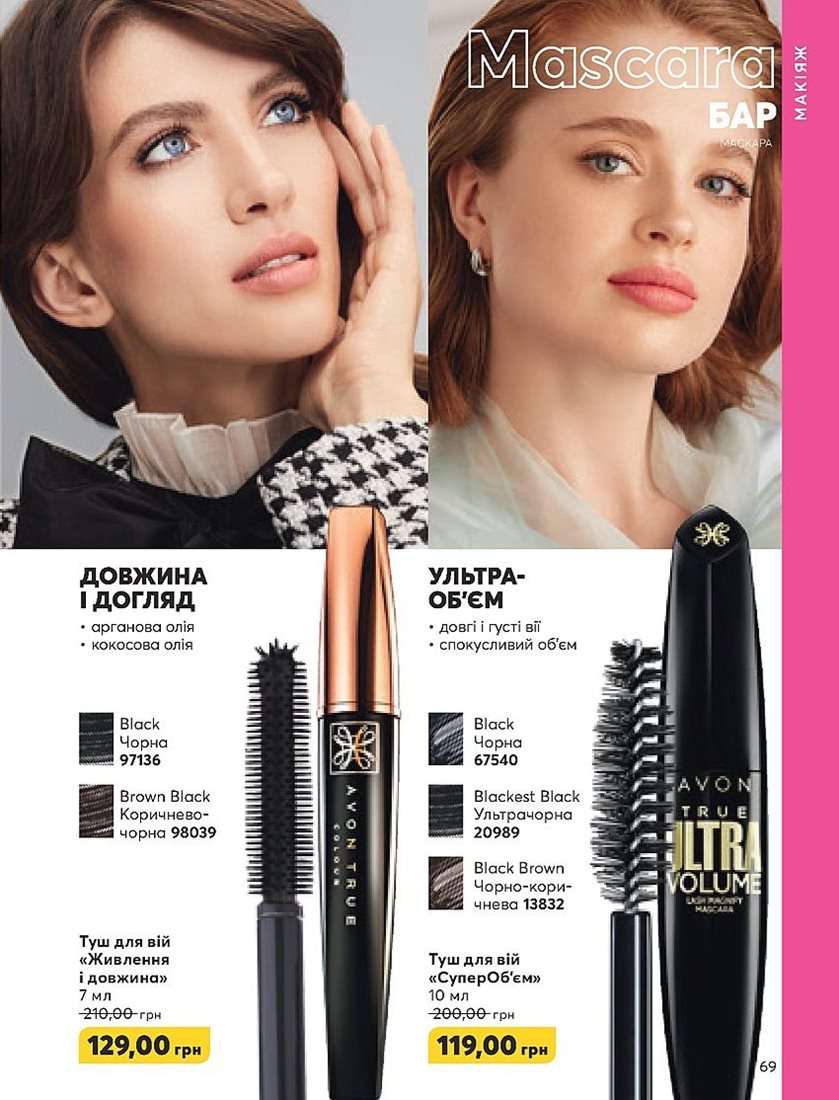 Mascara
БАР
МАСКАРА
МАКІЯЖ
ДОВЖИНА
І ДОГЛЯД
• арганова олія
• кокосова олія
Black
Чорна
97136
Brown Black
Коричнево-
чорна 98039
Туш для вій
«Живлення
і довжина»
7 мл
210,00 грн
129,00 грн
AVON TRUE
COLOUR
УЛЬТРА-
ОБ'ЄМ
• довгі і густі вії
• спокусливий об'єм
Black
Чорна
67540
Blackest Black
Ультрачорна
20989
Black Brown
Чорно-кори-
чнева 13832
Туш для вій
«СуперОб'єм»
10 мл
200,00 грн
119,00 грн
AVON
TRUE
ULTRA
VOLUME
LASH MAGNIFY
MASCARA
69